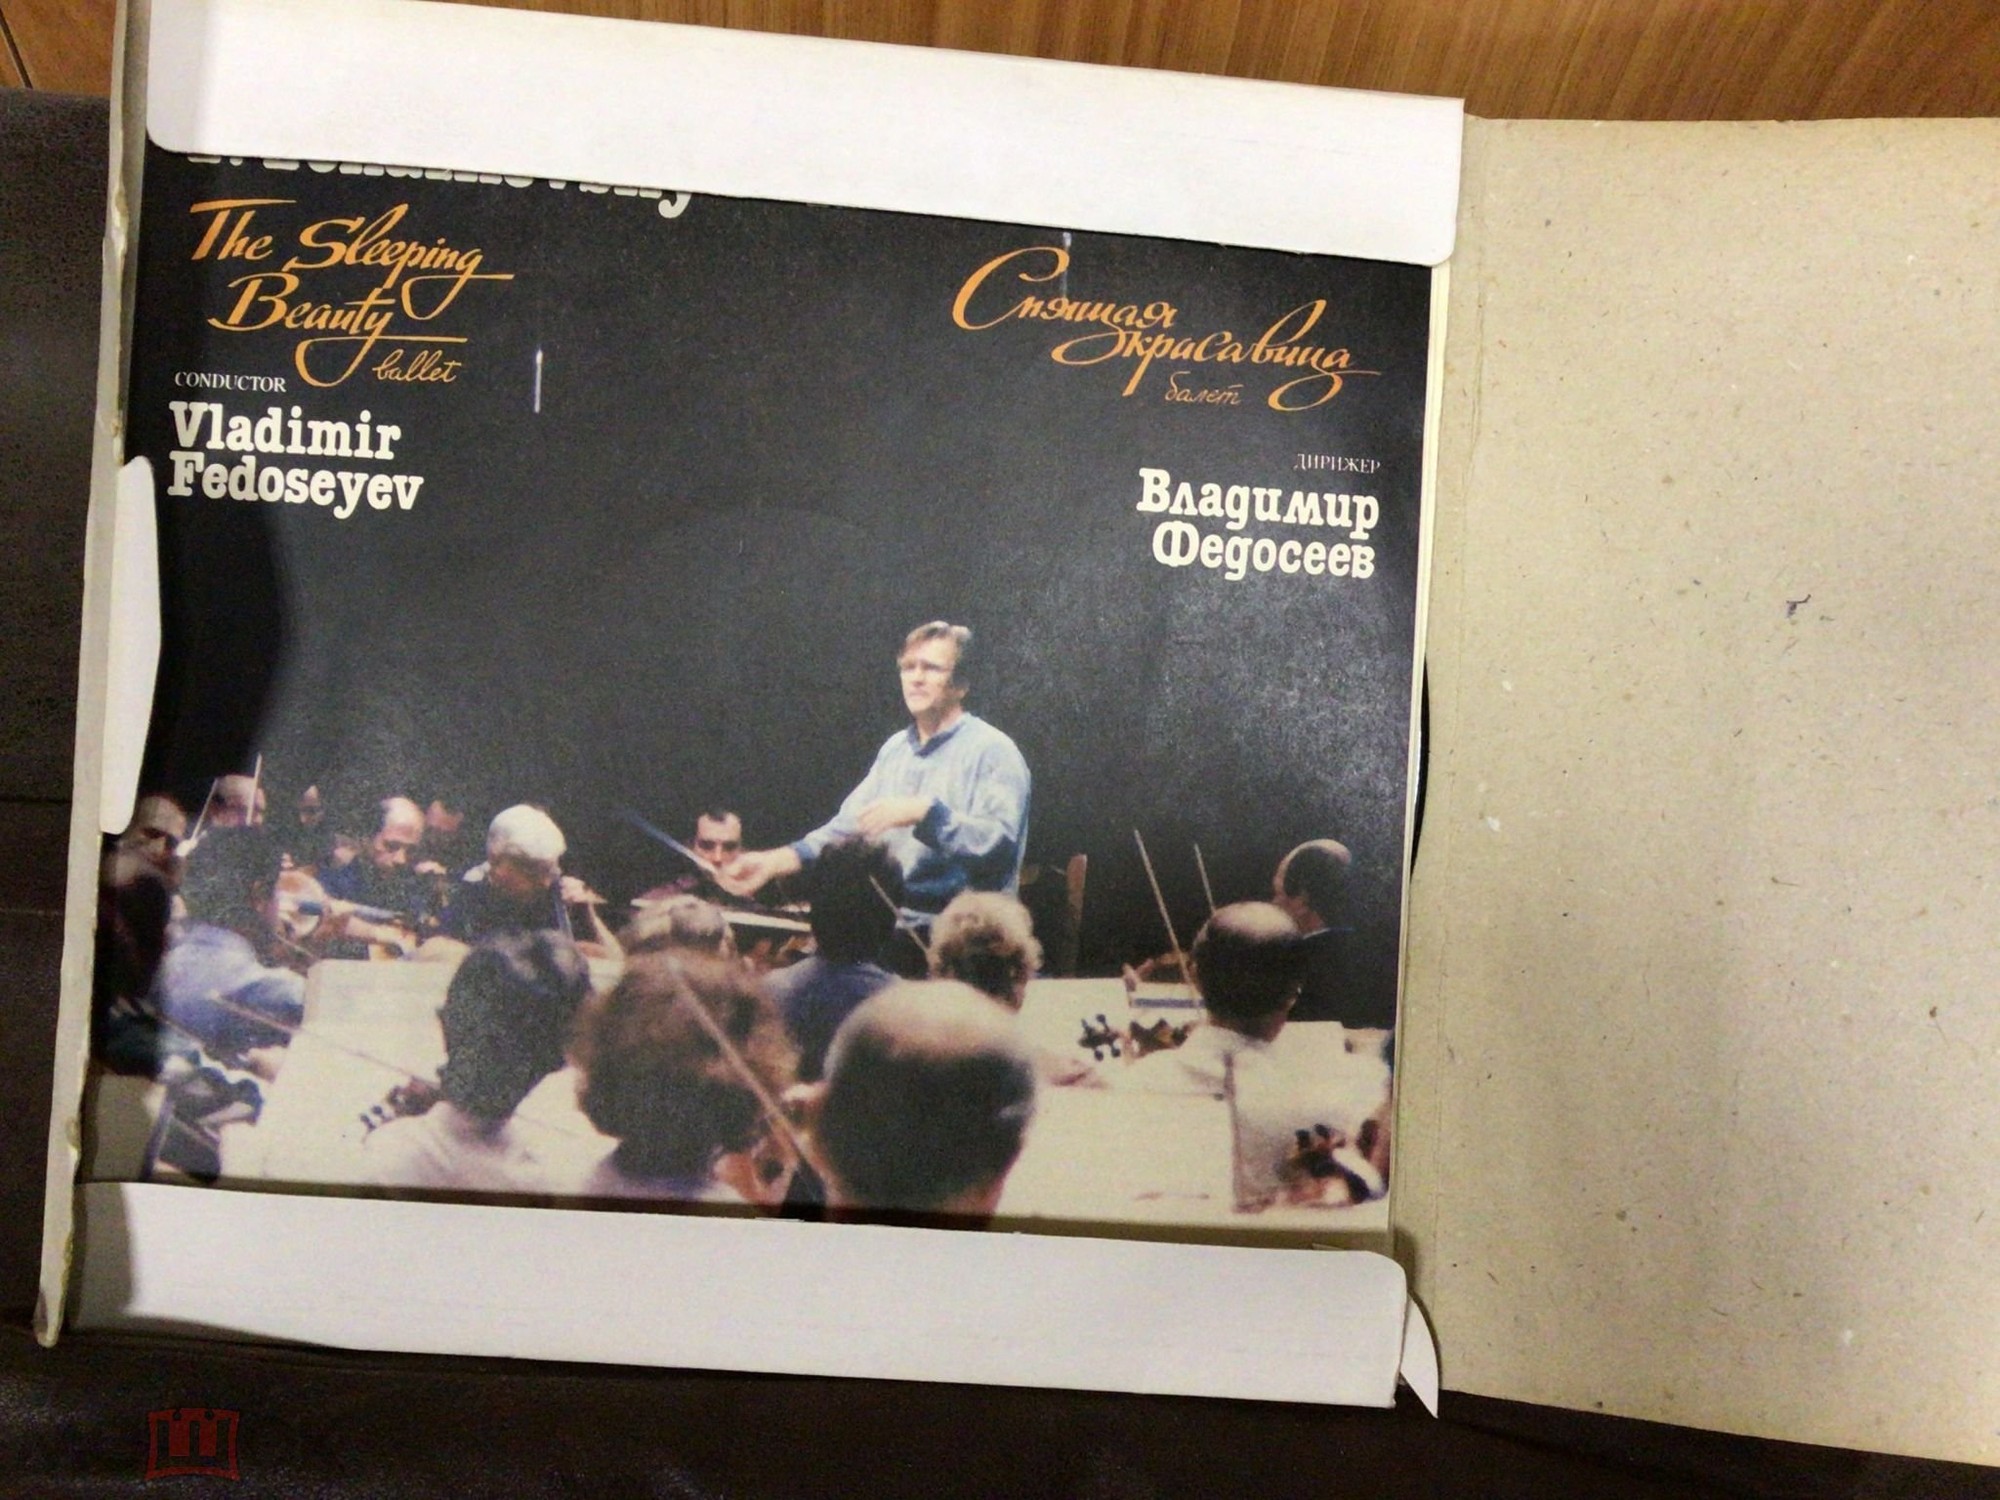 The Sleeping
Beauty
ballet
CONDUCTOR
Vladimir
Fedoseyev
Спящая
красавица
балет
ДИРИЖЕР
Владимир
Федосеев